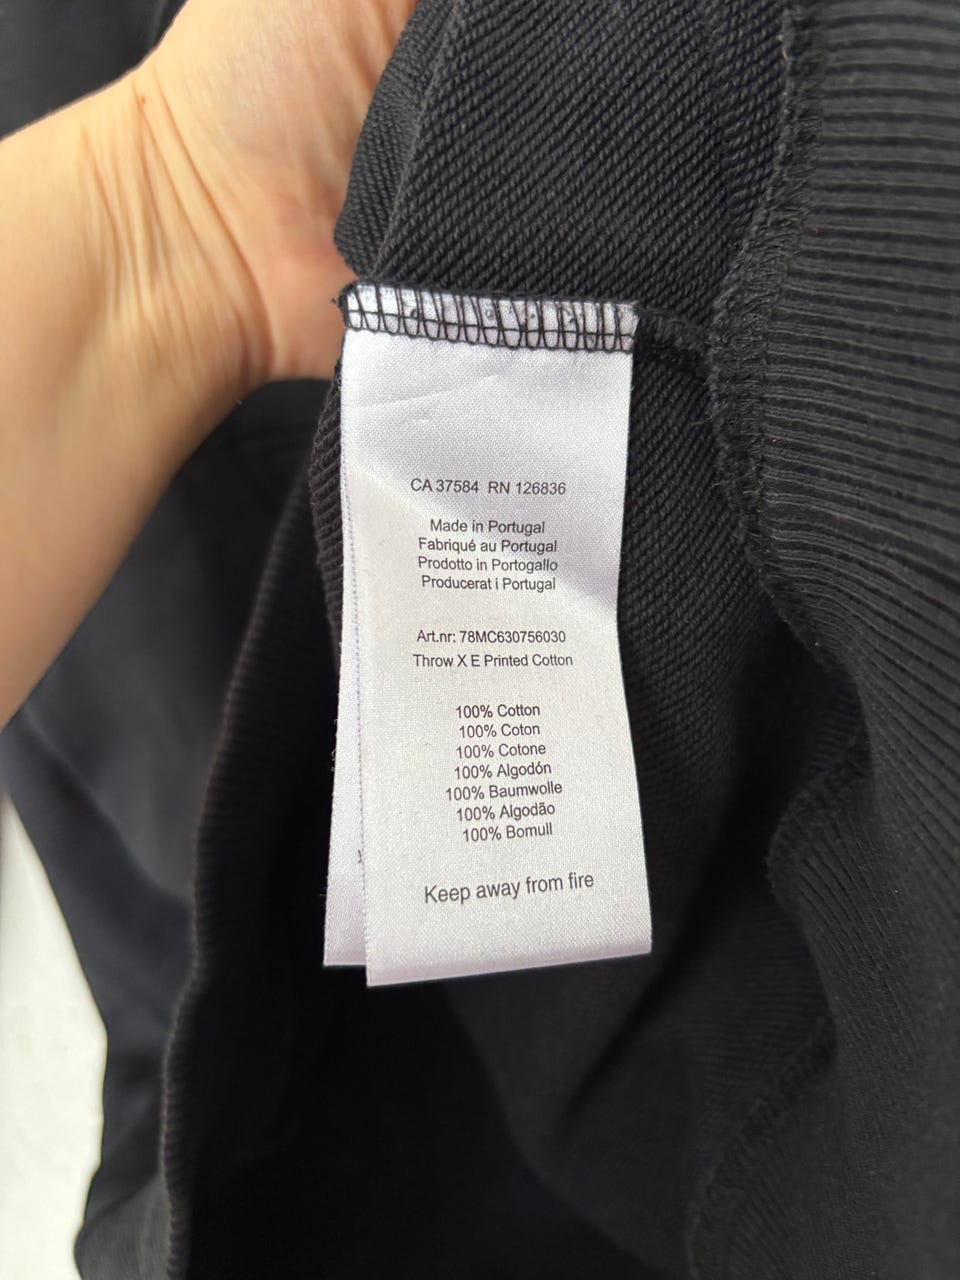 CA 37584 RN 126836
Made in Portugal
Fabriqué au Portugal
Prodotto in Portogallo
Producerat i Portugal
Art.nr: 78MC630756030
Throw X E Printed Cotton
100% Cotton
100% Coton
100% Cotone
100% Algodón
100% Baumwolle
100% Algodão
100% Bomull
Keep away from fire